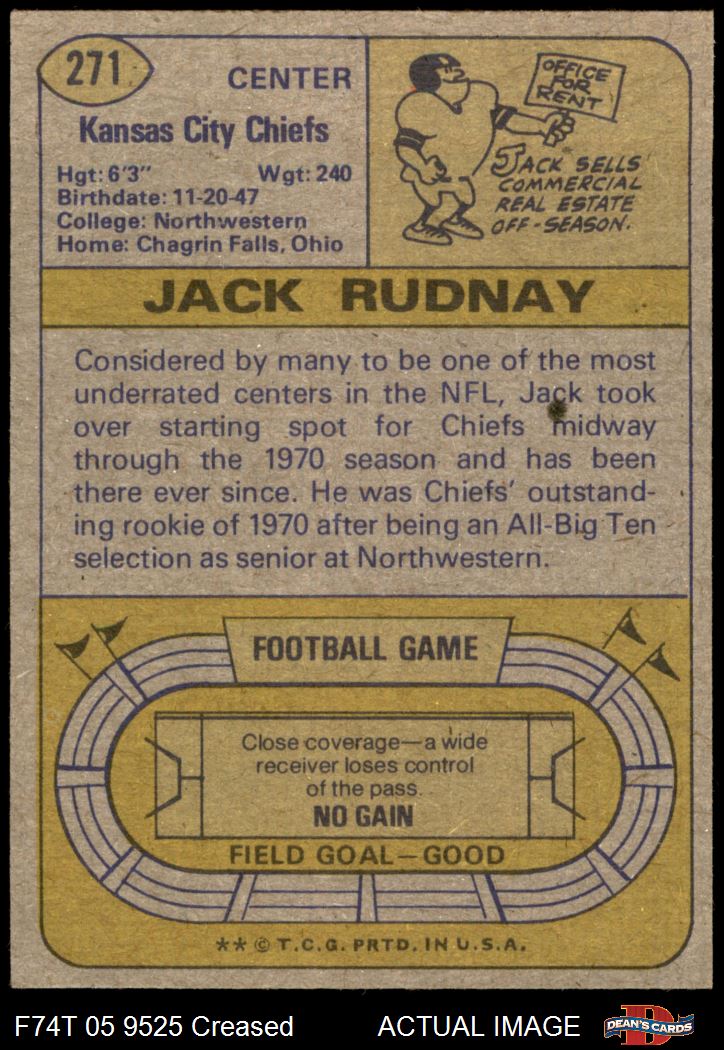 271
CENTER
Kansas City Chiefs
Hgt: 6'3" Wgt: 240
Birthdate: 11-20-47
College: Northwestern
Home: Chagrin Falls, Ohio
OFFICE
FOR
RENT
JACK SELLS
COMMERCIAL
REAL ESTATE
OFF-SEASON.
JACK RUDNAY
Considered by many to be one of the most
underrated centers in the NFL, Jack took
over starting spot for Chiefs midway
through the 1970 season and has been
there ever since. He was Chiefs' outstand-
ing rookie of 1970 after being an All-Big Ten
selection as senior at Northwestern.
FOOTBALL GAME
Close coverage—a wide
receiver loses control
of the pass.
NO GAIN
FIELD GOAL—GOOD
** © T.C.G. PRTD. IN U.S.A.
F74T 05 9525 Creased ACTUAL IMAGE
DEAN'S CARDS